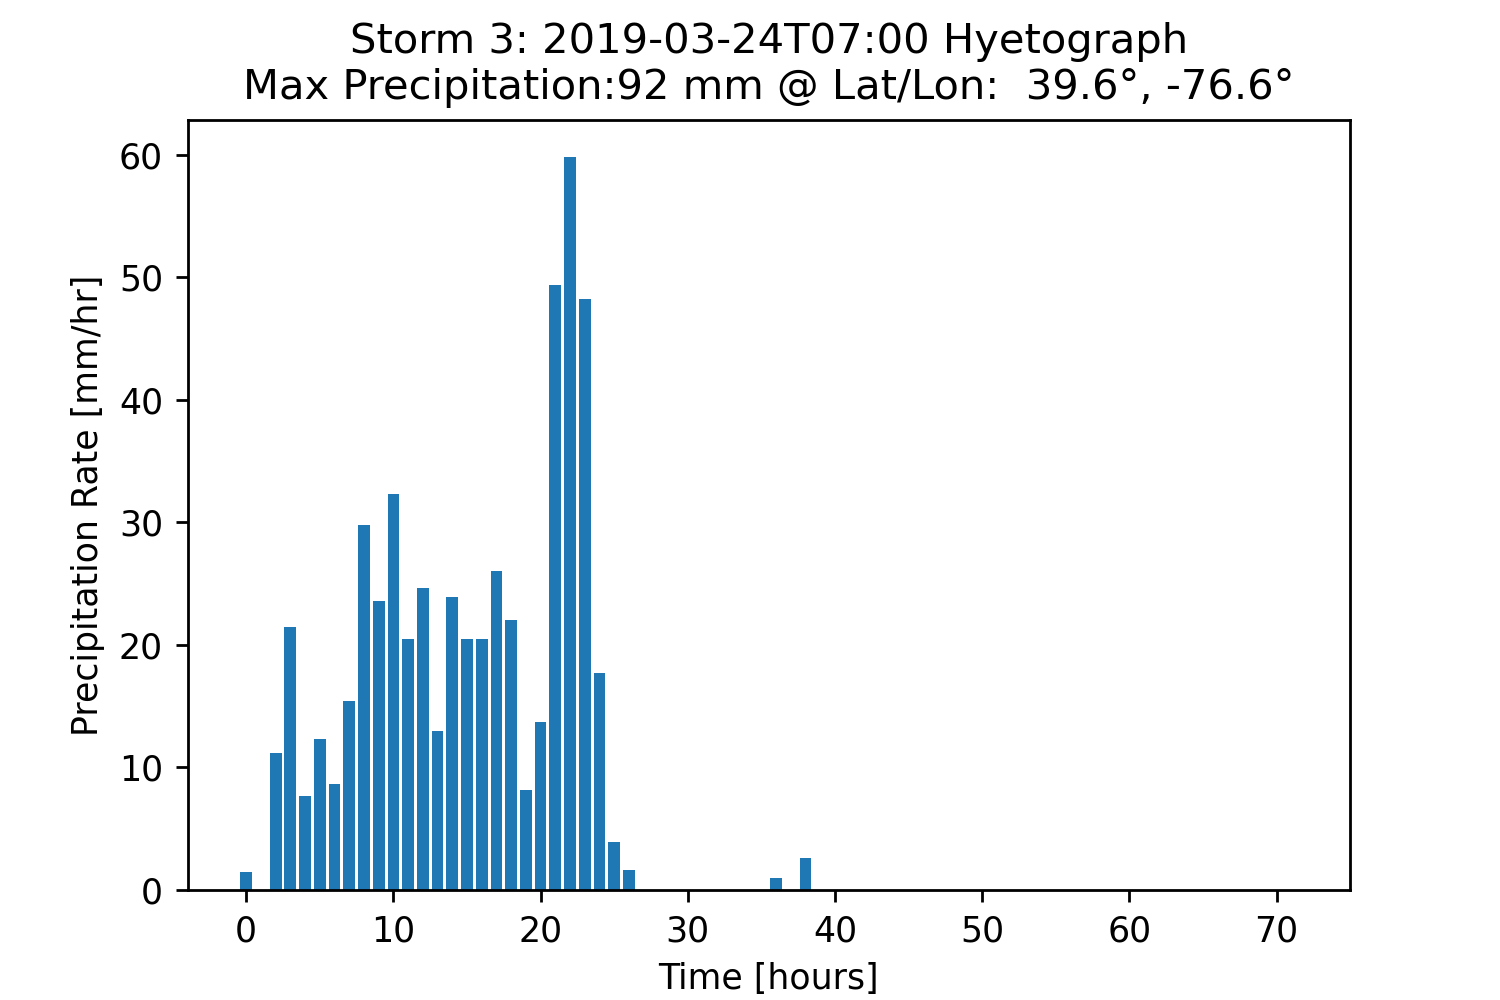 Storm 3: 2019-03-24T07:00 Hyetograph
Max Precipitation:92 mm @ Lat/Lon:  39.6°, -76.6°
Precipitation Rate [mm/hr]
60
50
40
30
20
10
0
0 10 20 30 40 50 60 70
Time [hours]